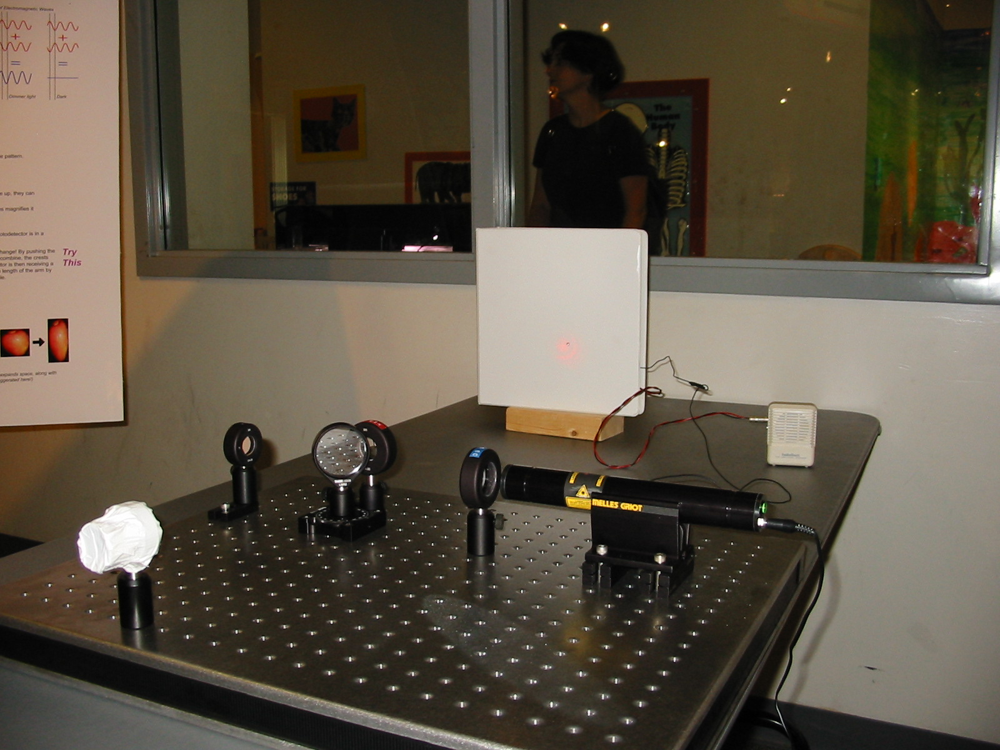 of Electromagnetic Waves
+
+
=
=
Dimmer light
Dark
e pattern.
e up, they can
es magnifies it
otodetector is in a
hange! By pushing the
combine, the crests
tor is then receiving a
length of the arm by
le.
Try
This
expands space, along with
ggerated here!)
STORAGE FOR
SHOES
The
Human
Body
MELLES GRIOT